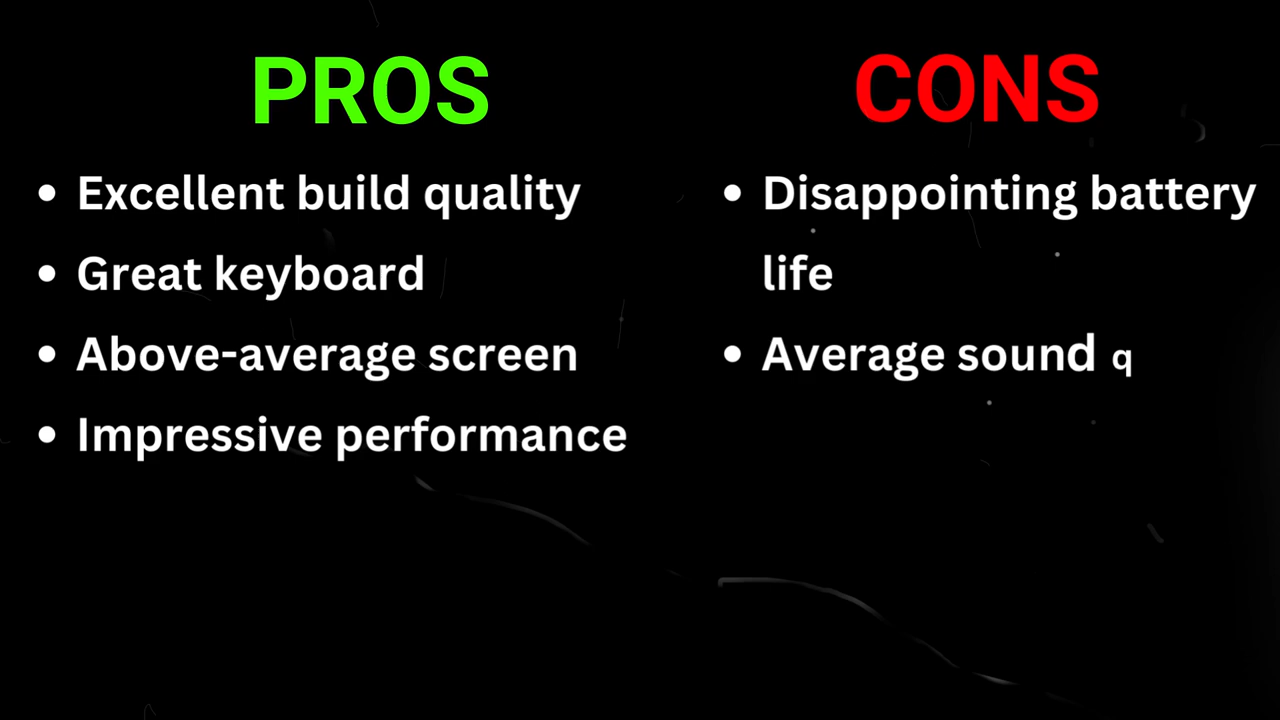 PROS
• Excellent build quality
• Great keyboard
• Above-average screen
• Impressive performance
CONS
• Disappointing battery
life
• Average sound q